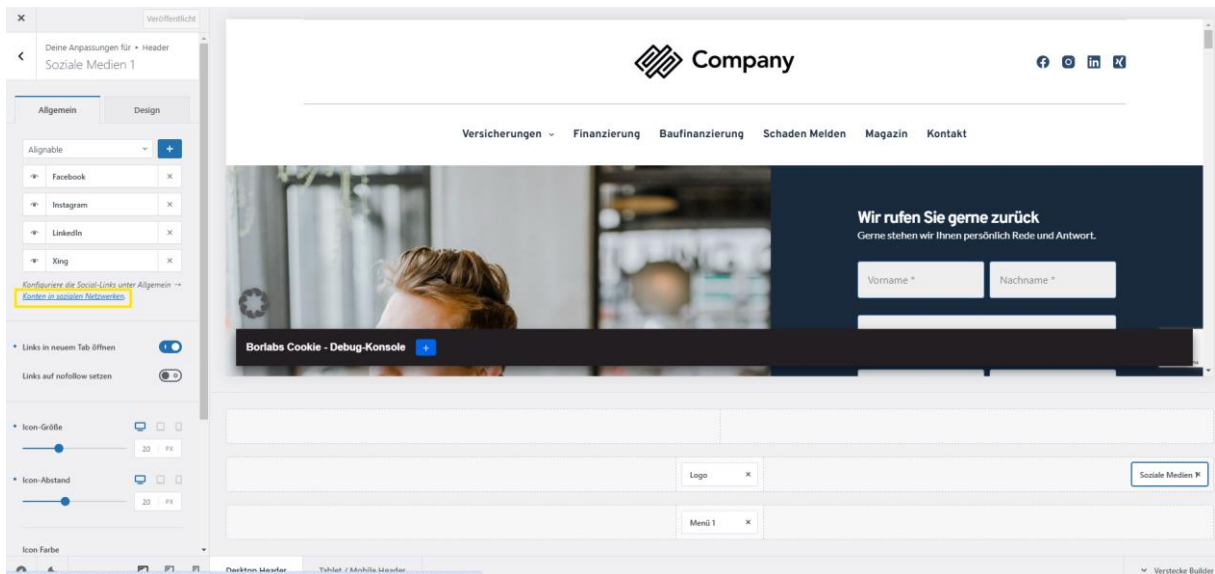 Veröffentlicht
Deine Anpassungen für • Header
Soziale Medien 1
Allgemein
Design
Alignable
Facebook
Instagram
LinkedIn
Xing
Konfiguriere die Social-Links unter Allgemein →
Konten in sozialen Netzwerken.
Links in neuem Tab öffnen
Links auf nofollow setzen
Icon-Größe
20 PX
Icon-Abstand
20 PX
Icon Farbe
Company
Versicherungen Finanzierung Baufinanzierung Schaden Melden Magazin Kontakt
Wir rufen Sie gerne zurück
Gerne stehen wir Ihnen persönlich Rede und Antwort.
Vorname * Nachname *
Borlabs Cookie - Debug-Konsole +
Logo ×
Soziale Medien
Menü 1 ×
Desktop Header Tablet / Mobile Header
Verstecke Builder